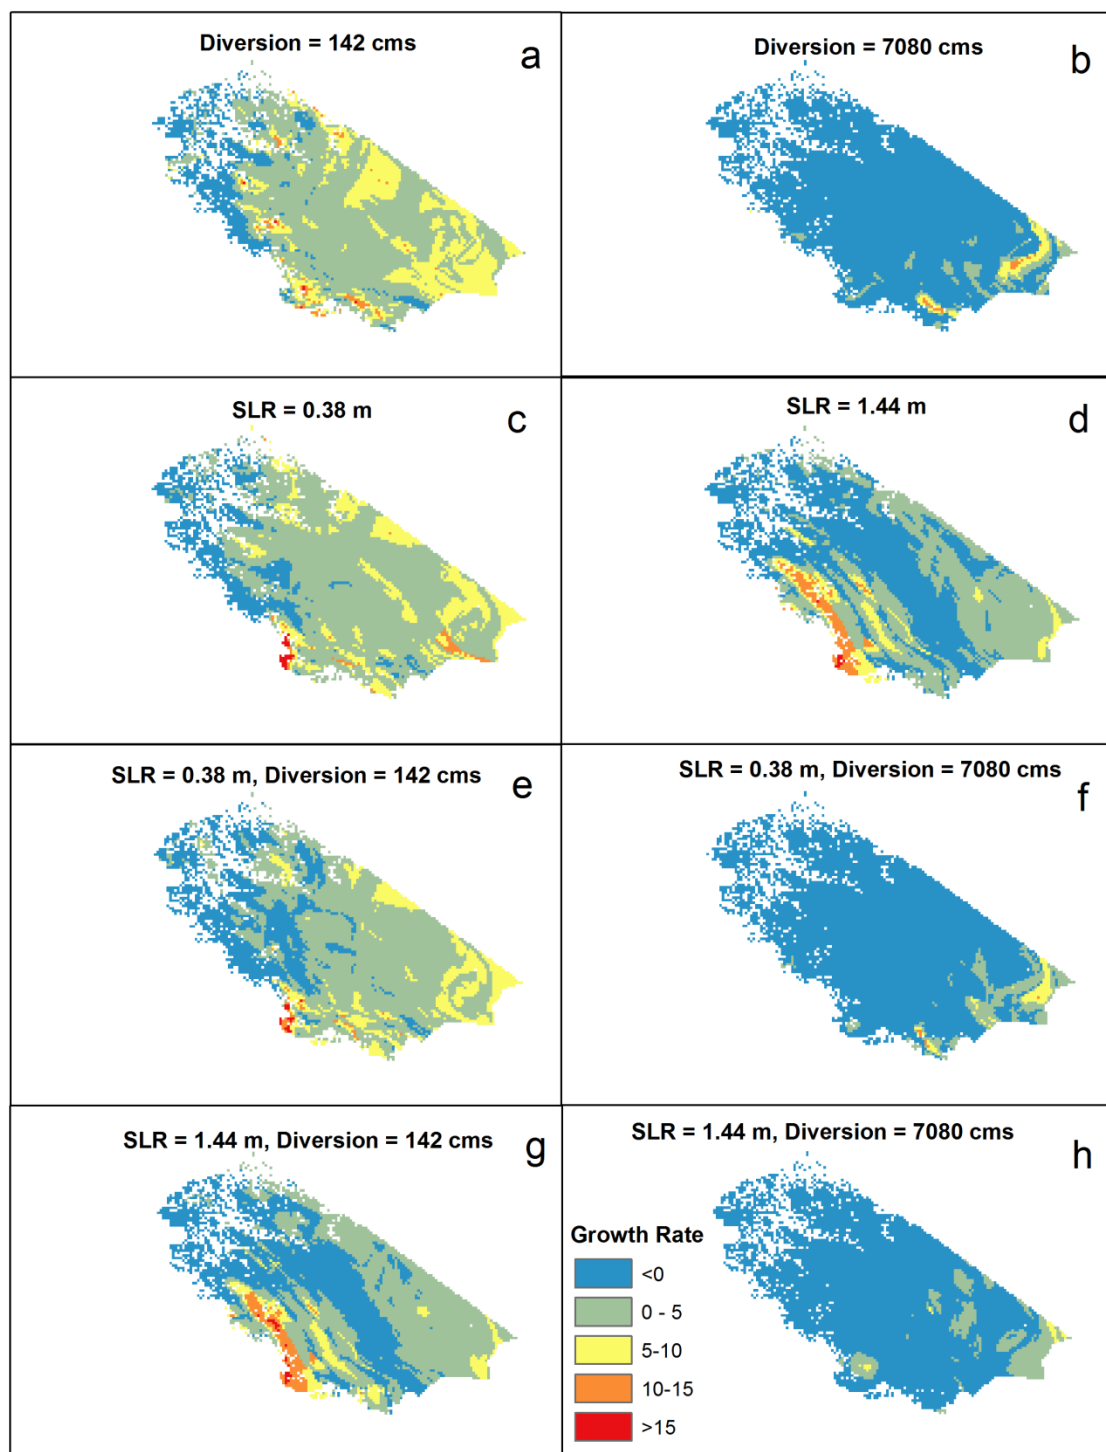 Diversion = 142 cms
a
Diversion = 7080 cms
b
SLR = 0.38 m
c
SLR = 1.44 m
d
SLR = 0.38 m, Diversion = 142 cms
e
SLR = 0.38 m, Diversion = 7080 cms
f
SLR = 1.44 m, Diversion = 142 cms
g
SLR = 1.44 m, Diversion = 7080 cms
h
Growth Rate
<0
0 - 5
5-10
10-15
>15